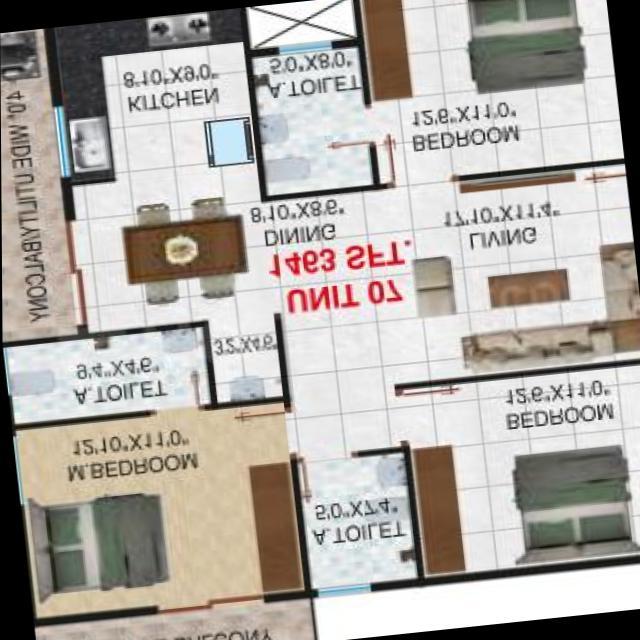 BALCONY
A.TOILET
5'0"X7'4"
M.BEDROOM
12'10"X11'0"
BEDROOM
12'6"X11'0"
A.TOILET
9'4"X4'6"
3'2"X4'6"
UNIT 07
1463 SFT.
LIVING
17'10"X11'4"
DINING
8'10"X8'6"
4'0" WIDE UTILITY BALCONY
BEDROOM
12'6"X11'0"
KITCHEN
8'10"X9'0"
A.TOILET
5'0"X8'0"